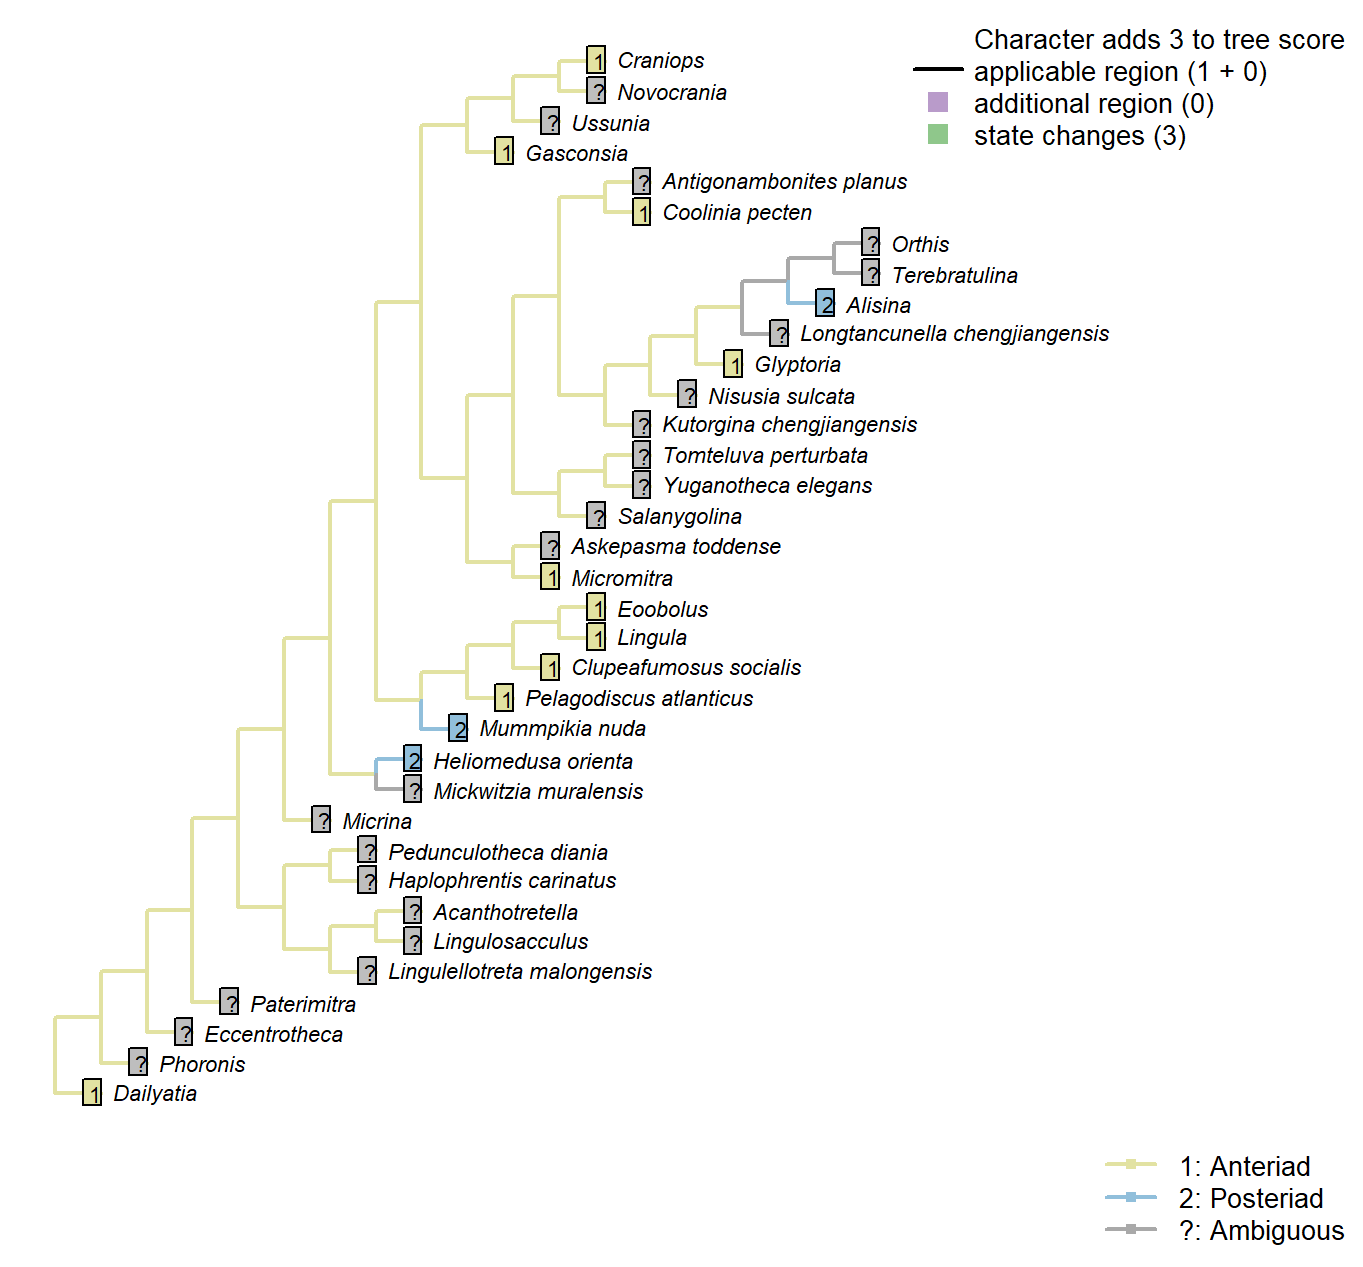 Character adds 3 to tree score
applicable region (1 + 0)
additional region (0)
state changes (3)
1 Craniops
? Novocrania
? Ussunia
1 Gasconsia
? Antigonambonites planus
1 Coolinia pecten
? Orthis
? Terebratulina
2 Alisina
? Longtancunella chengjiangensis
1 Glyptoria
? Nisusia sulcata
? Kutorgina chengjiangensis
? Tomteluva perturbata
? Yuganotheca elegans
? Salanygolina
? Askepasma toddense
1 Micromitra
1 Eoobolus
1 Lingula
1 Clupeafumosus socialis
1 Pelagodiscus atlanticus
2 Mummpikia nuda
2 Heliomedusa orienta
? Mickwitzia muralensis
? Micrina
? Pedunculotheca diania
? Haplophrentis carinatus
? Acanthotretella
? Lingulosacculus
? Lingulellotreta malongensis
? Paterimitra
? Eccentrotheca
? Phoronis
1 Dailyatia
1: Anteriad
2: Posteriad
?: Ambiguous